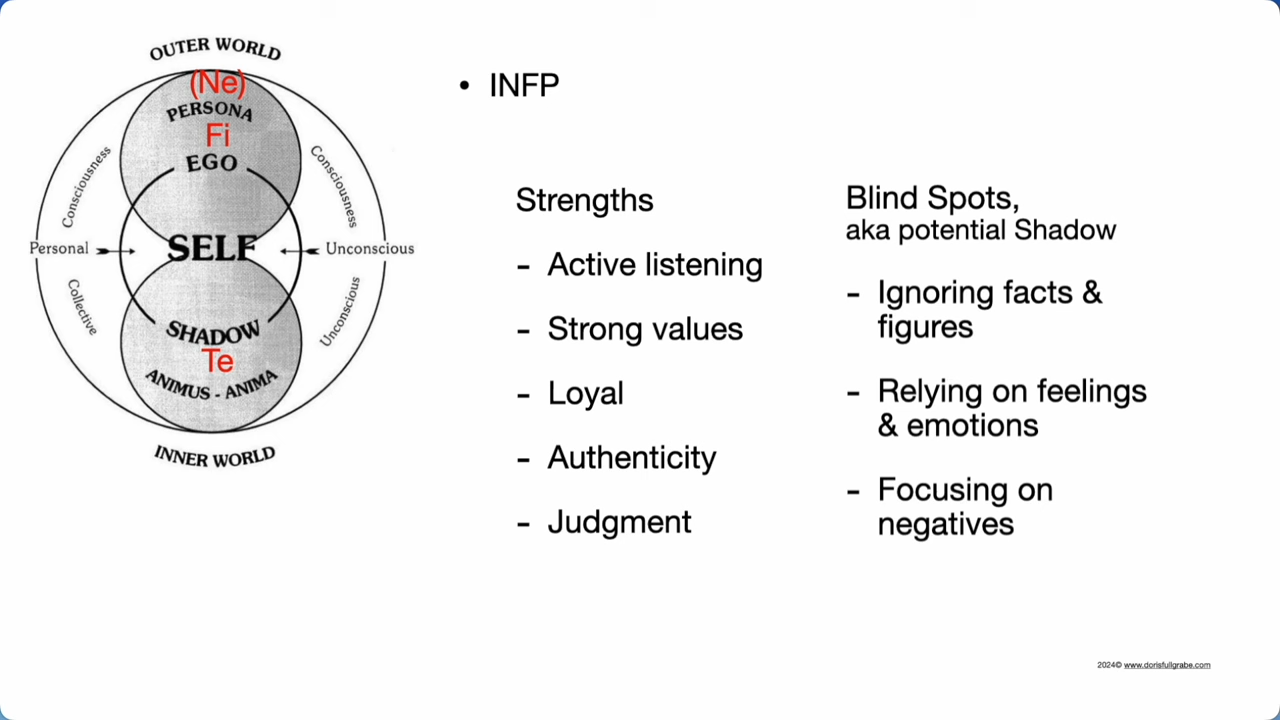 OUTER WORLD
(Ne)
PERSONA
Fi
EGO
Consciousness
Consciousness
Personal
SELF
Unconscious
Collective
Unconscious
SHADOW
Te
ANIMUS - ANIMA
INNER WORLD
• INFP
Strengths
- Active listening
- Strong values
- Loyal
- Authenticity
- Judgment
Blind Spots,
aka potential Shadow
- Ignoring facts &
figures
- Relying on feelings
& emotions
- Focusing on
negatives
2024© www.dorisfullgrabe.com